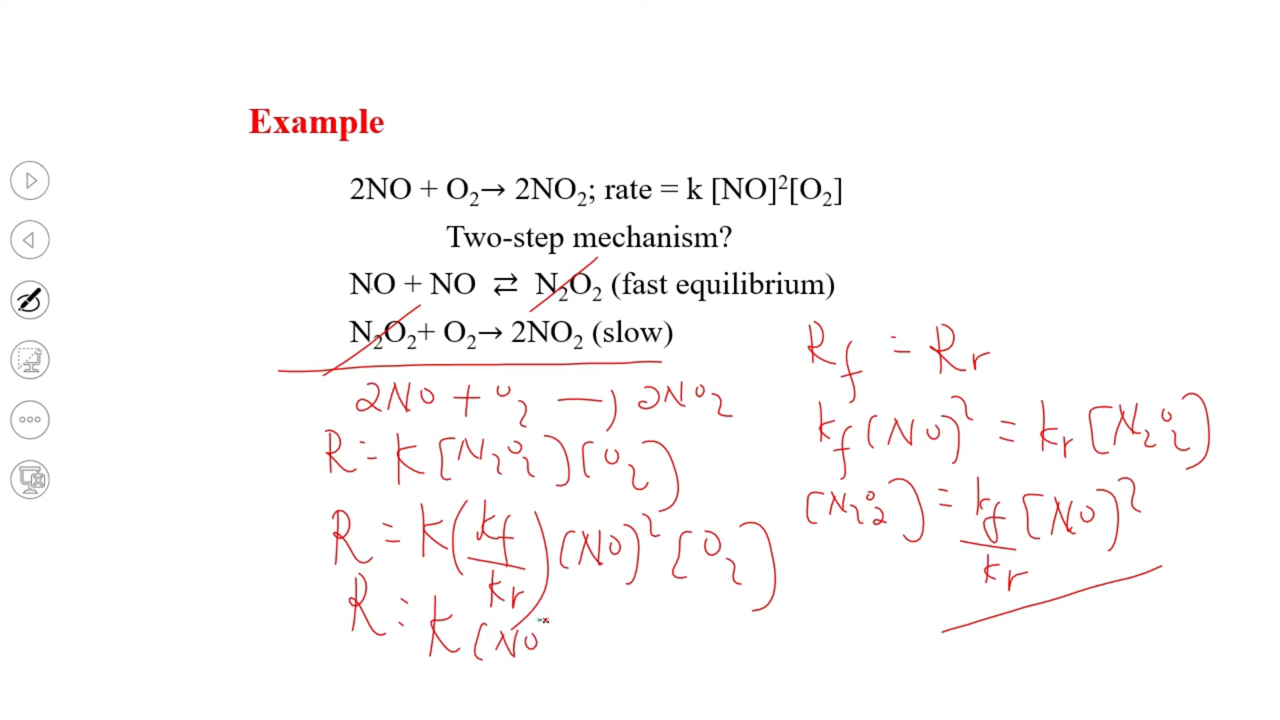 Example
2NO + O₂→ 2NO₂; rate = k [NO]²[O₂]
Two-step mechanism?
NO + NO ⇄ N₂O₂ (fast equilibrium)
N₂O₂+ O₂→ 2NO₂ (slow)
2NO + O₂ → 2NO₂
R = K[N₂O₂][O₂]
R = K(kf/kr)(NO)²[O₂]
R = K(NO
Rf = Rr
kf(NO)² = kr[N₂O₂]
(N₂O₂) = kf/kr [NO]²